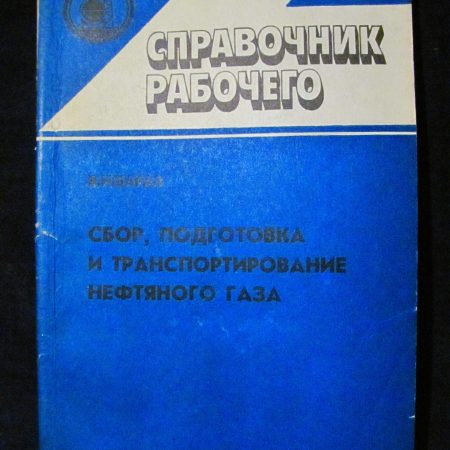 СПРАВОЧНИК
РАБОЧЕГО
СБОР, ПОДГОТОВКА
И ТРАНСПОРТИРОВАНИЕ
НЕФТЯНОГО ГАЗА